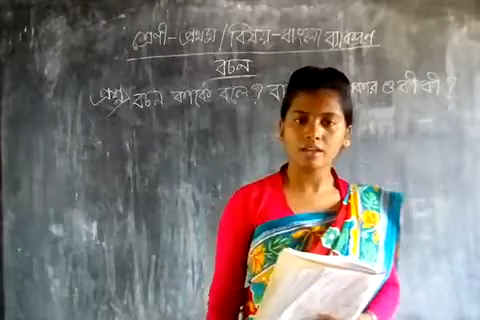 শ্রেণী-প্রথম/বিষয়-বাংলা ব্যাকরণ
বচন
প্রশ্নঃ বচন কাকে বলে? ব কার ও কী কী?